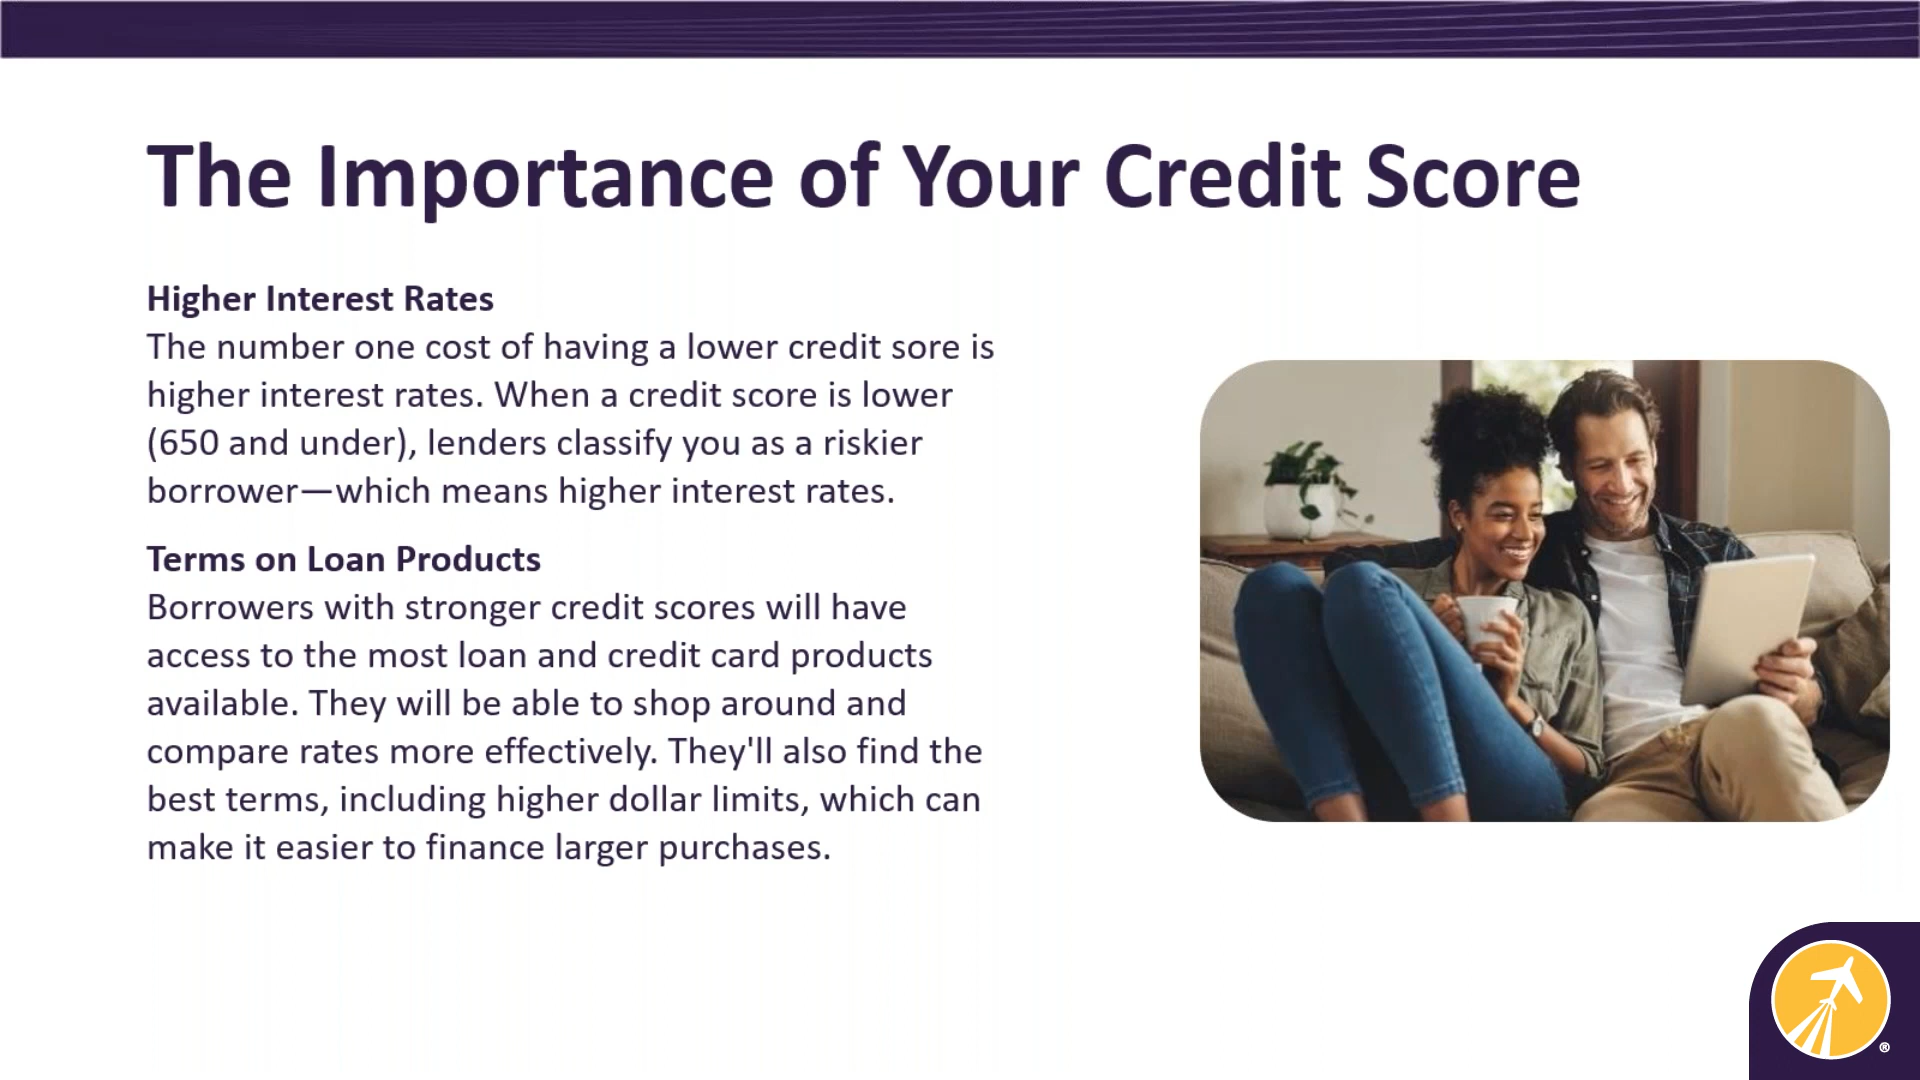 The Importance of Your Credit Score
Higher Interest Rates
The number one cost of having a lower credit sore is
higher interest rates. When a credit score is lower
(650 and under), lenders classify you as a riskier
borrower—which means higher interest rates.
Terms on Loan Products
Borrowers with stronger credit scores will have
access to the most loan and credit card products
available. They will be able to shop around and
compare rates more effectively. They'll also find the
best terms, including higher dollar limits, which can
make it easier to finance larger purchases.
®